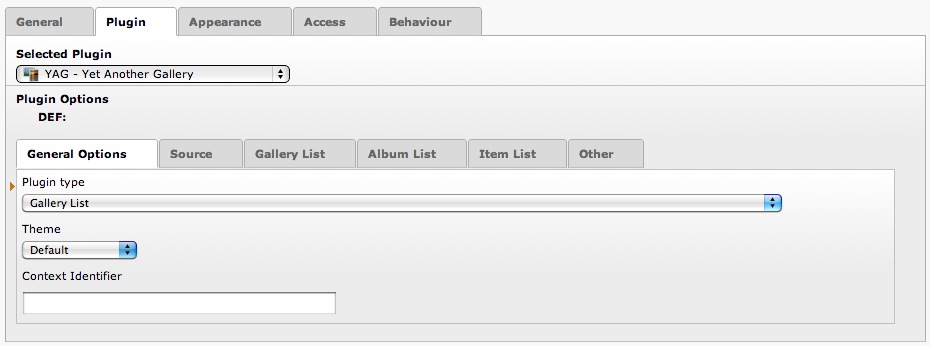 General Plugin Appearance Access Behaviour
Selected Plugin
YAG - Yet Another Gallery
Plugin Options
DEF:
General Options Source Gallery List Album List Item List Other
Plugin type
Gallery List
Theme
Default
Context Identifier